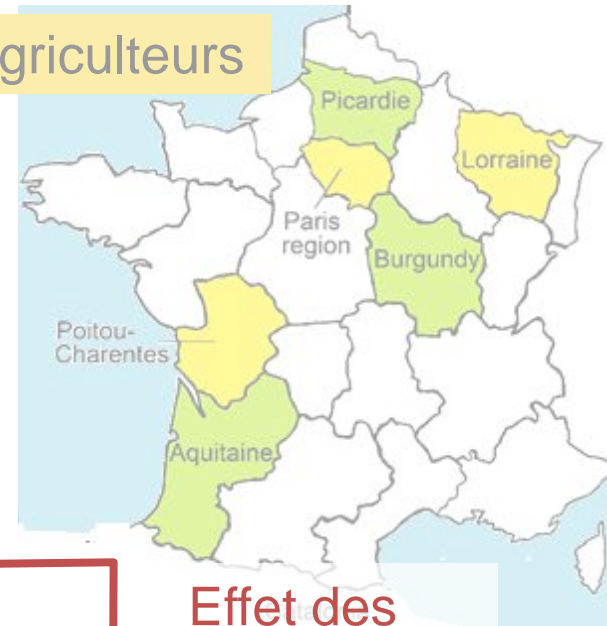 griculteurs
Picardie
Lorraine
Paris
region
Burgundy
Poitou-
Charentes
Aquitaine
Effet des